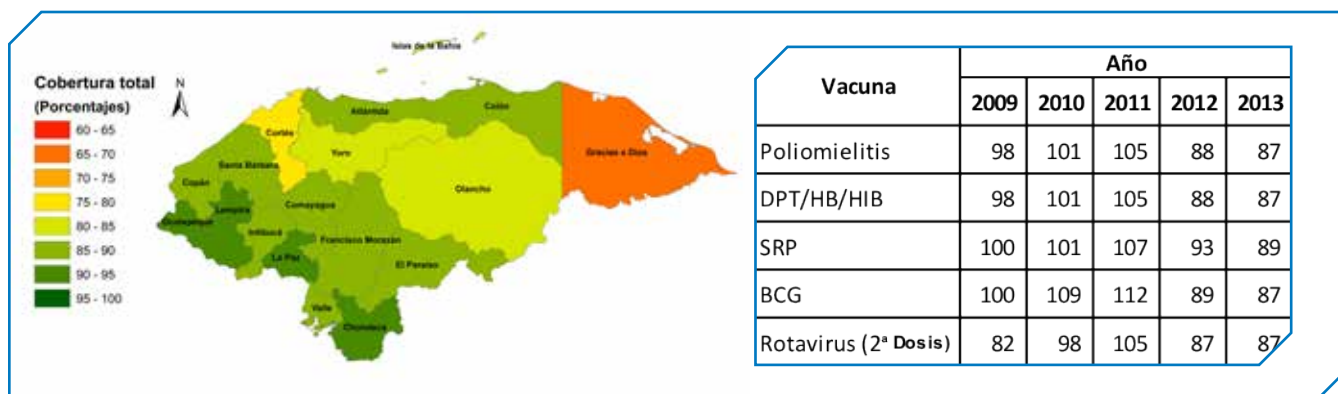 Islas de la Bahía
Cobertura total
(Porcentajes)
N
60 - 65
65 - 70
70 - 75
75 - 80
80 - 85
85 - 90
90 - 95
95 - 100
Atlántida
Colón
Cortés
Yoro
Gracias a Dios
Santa Bárbara
Copán
Olancho
Lempira
Comayagua
Ocotepeque
Intibucá
Francisco Morazán
La Paz
El Paraíso
Valle
Choluteca
Vacuna Año
2009 2010 2011 2012 2013
Poliomielitis 98 101 105 88 87
DPT/HB/HIB 98 101 105 88 87
SRP 100 101 107 93 89
BCG 100 109 112 89 87
Rotavirus (2ª Dosis) 82 98 105 87 87